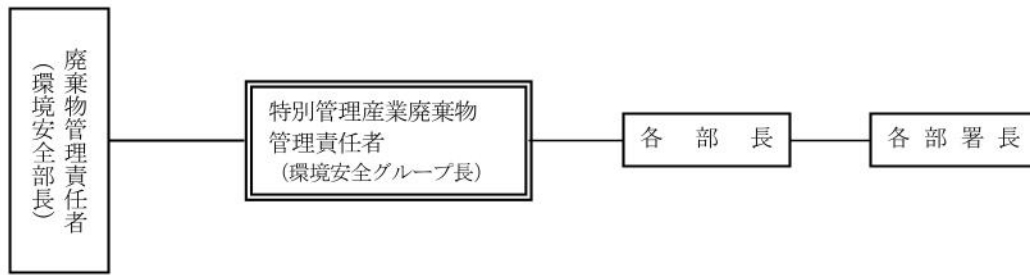 廃棄物管理責任者
(環境安全部長)
特別管理産業廃棄物
管理責任者
(環境安全グループ長)
各部長
各部署長